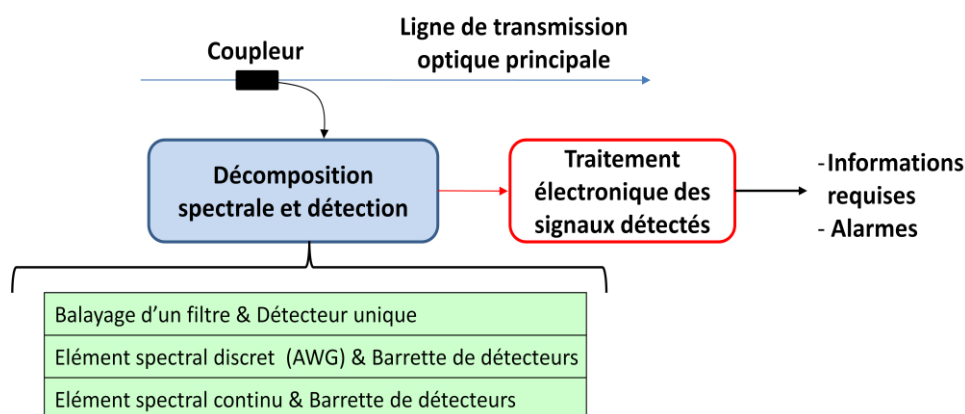 Ligne de transmission
optique principale
Coupleur
Décomposition
spectrale et détection
Traitement
électronique des
signaux détectés
- Informations
requises
- Alarmes
Balayage d'un filtre & Détecteur unique
Elément spectral discret (AWG) & Barrette de détecteurs
Elément spectral continu & Barrette de détecteurs